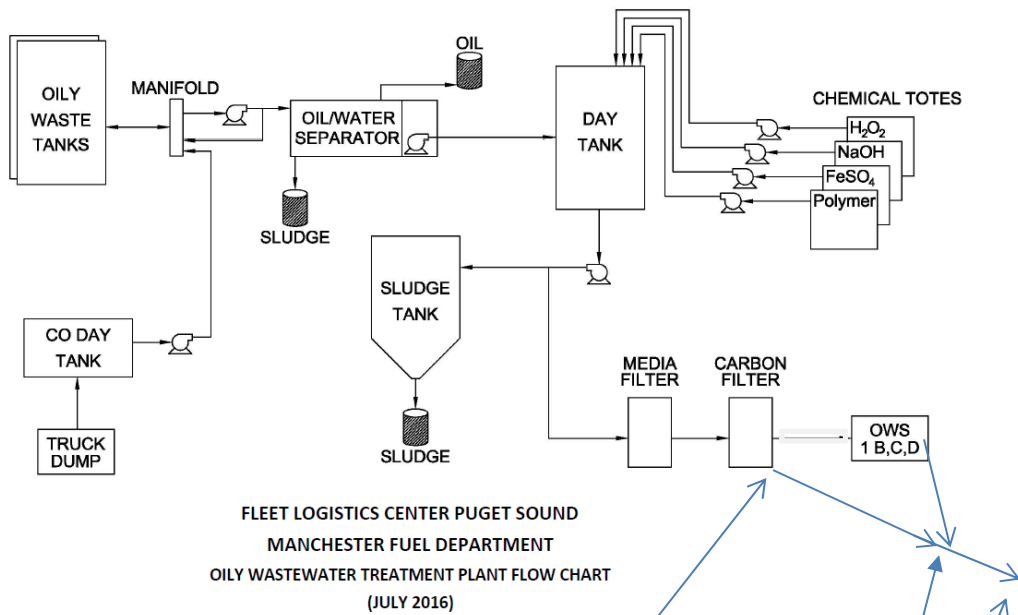 OILY
WASTE
TANKS
MANIFOLD
OIL/WATER
SEPARATOR
OIL
SLUDGE
DAY
TANK
CHEMICAL TOTES
H₂O₂
NaOH
FeSO₄
Polymer
SLUDGE
TANK
SLUDGE
CO DAY
TANK
TRUCK
DUMP
MEDIA
FILTER
CARBON
FILTER
OWS
1 B,C,D
FLEET LOGISTICS CENTER PUGET SOUND
MANCHESTER FUEL DEPARTMENT
OILY WASTEWATER TREATMENT PLANT FLOW CHART
(JULY 2016)